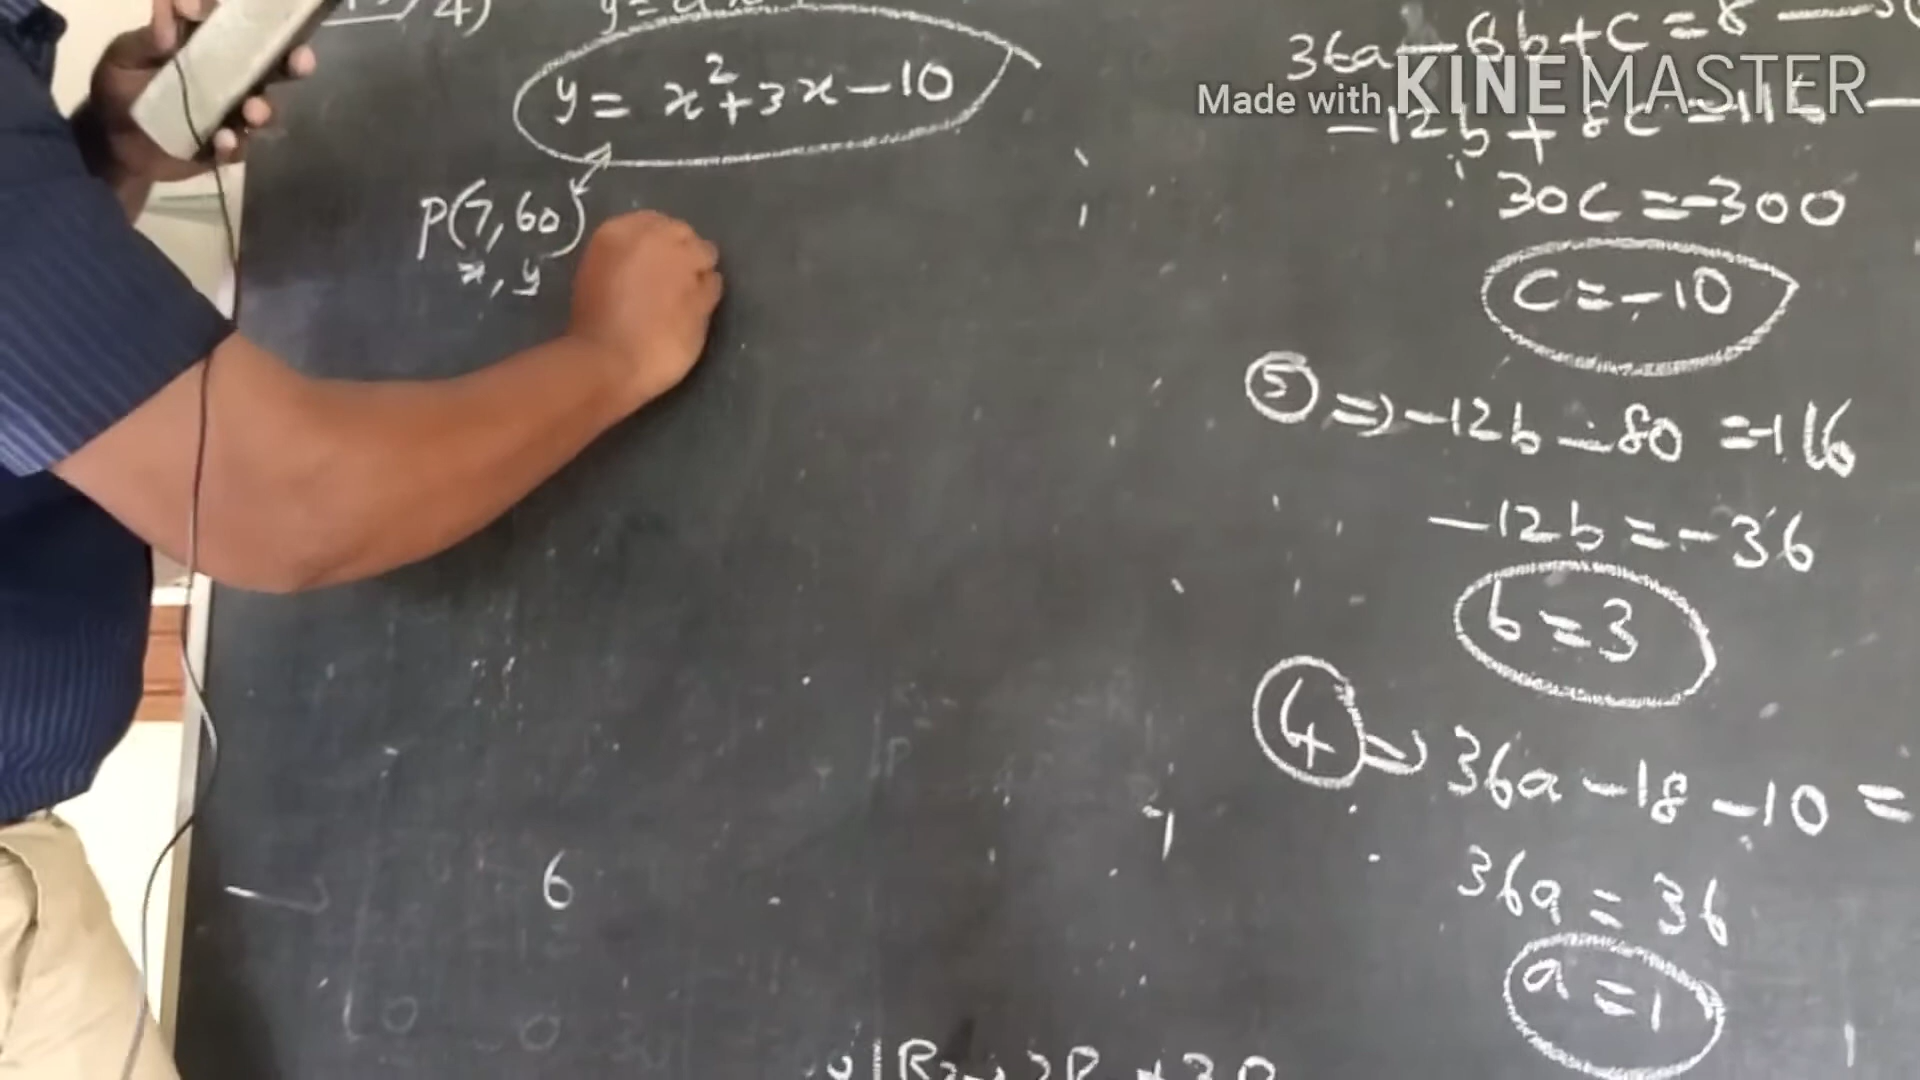 4)
y = x² + 3x - 10
P(7, 60)
x, y
6
36a - 6b + c = 8
Made with KINEMASTER
-12b + 8c = -116
30c = -300
c = -10
⑤ ⇒ -12b - 80 = -116
-12b = -36
b = 3
④ ⇒ 36a - 18 - 10 =
36a = 36
a = 1